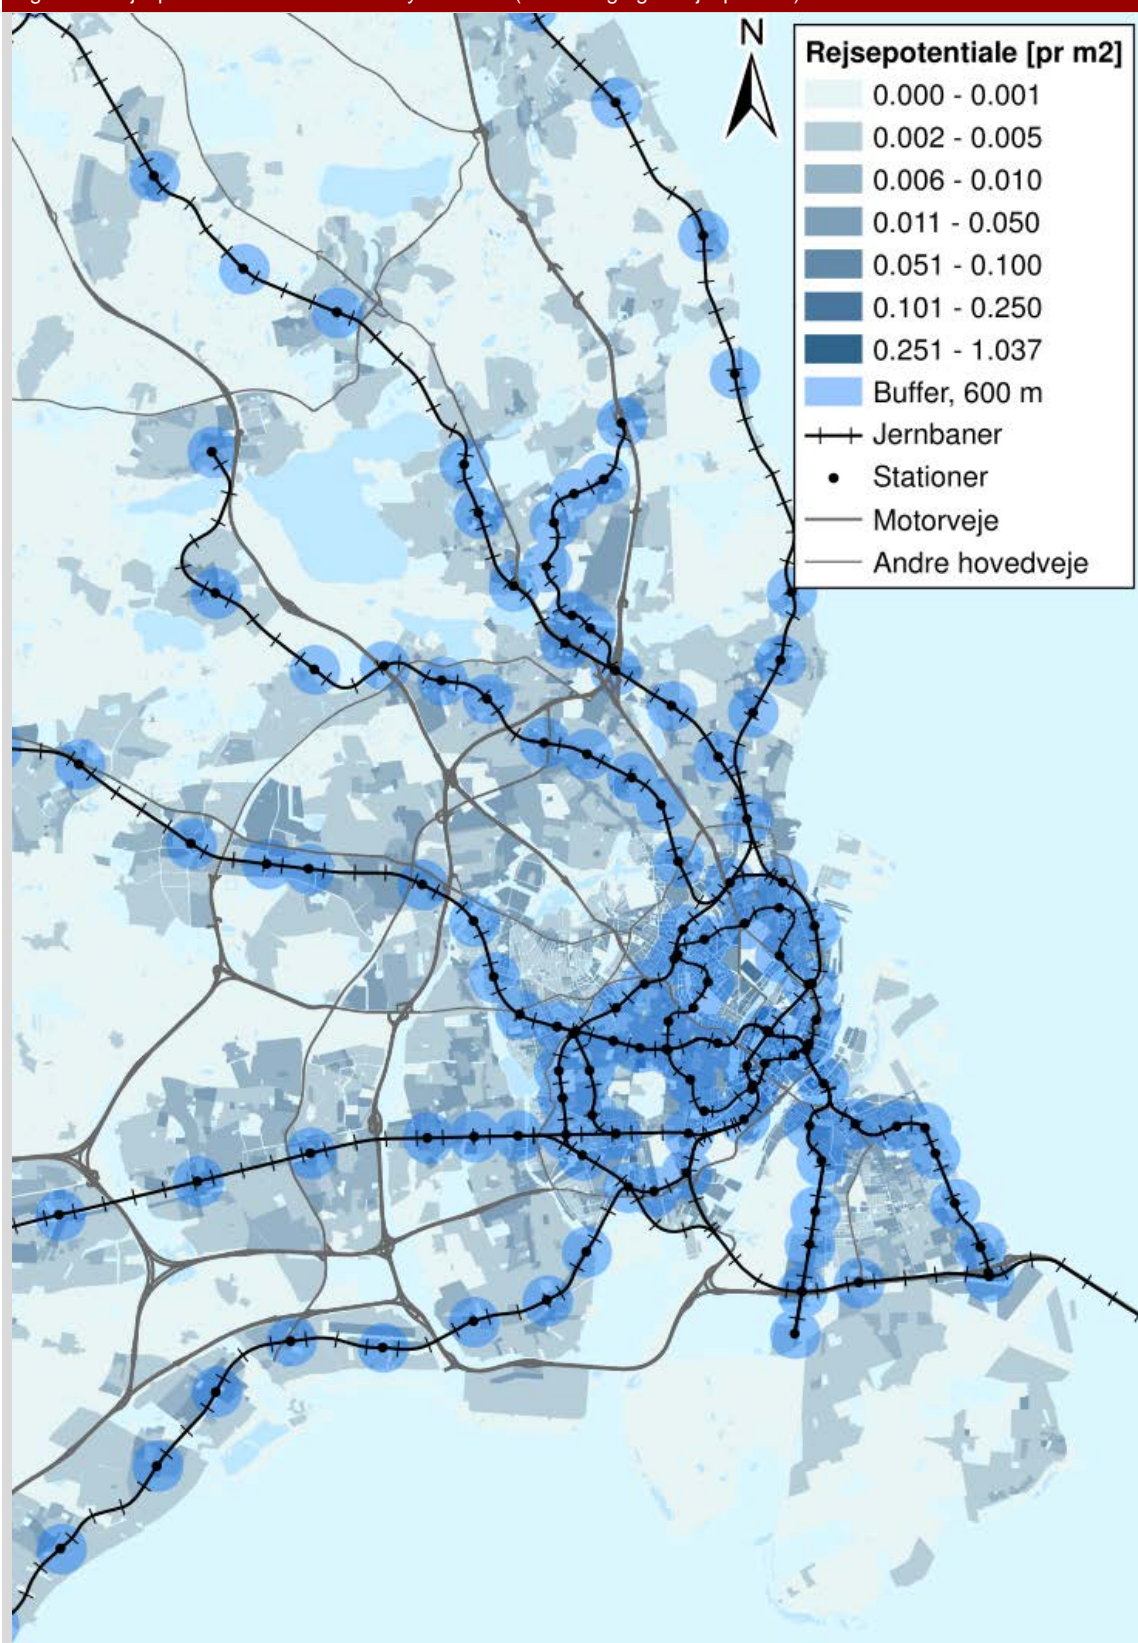 N
Rejsepotentiale [pr m2]
0.000 - 0.001
0.002 - 0.005
0.006 - 0.010
0.011 - 0.050
0.051 - 0.100
0.101 - 0.250
0.251 - 1.037
Buffer, 600 m
Jernbaner
Stationer
Motorveje
Andre hovedveje